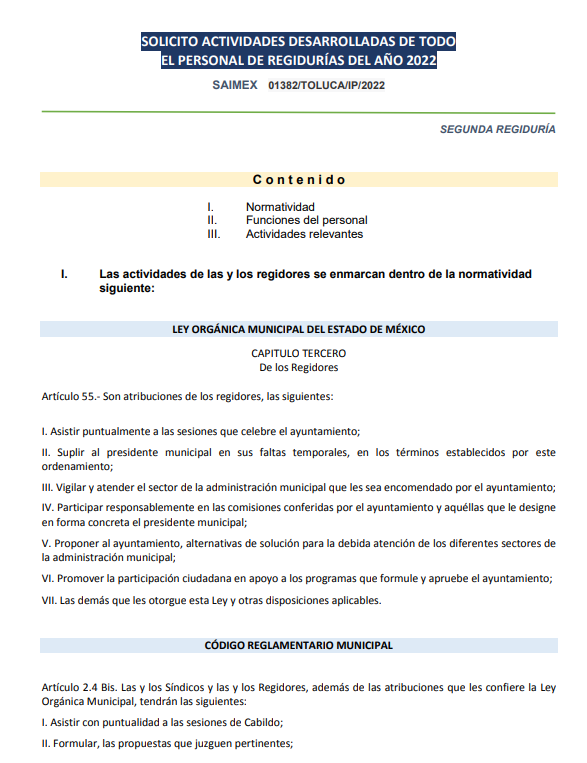 SOLICITO ACTIVIDADES DESARROLLADAS DE TODO
EL PERSONAL DE REGIDURÍAS DEL AÑO 2022
SAIMEX 01382/TOLUCA/IP/2022
SEGUNDA REGIDURÍA
Contenido
I. Normatividad
II. Funciones del personal
III. Actividades relevantes
I. Las actividades de las y los regidores se enmarcan dentro de la normatividad
siguiente:
LEY ORGÁNICA MUNICIPAL DEL ESTADO DE MÉXICO
CAPITULO TERCERO
De los Regidores
Artículo 55.- Son atribuciones de los regidores, las siguientes:
I. Asistir puntualmente a las sesiones que celebre el ayuntamiento;
II. Suplir al presidente municipal en sus faltas temporales, en los términos establecidos por este
ordenamiento;
III. Vigilar y atender el sector de la administración municipal que les sea encomendado por el ayuntamiento;
IV. Participar responsablemente en las comisiones conferidas por el ayuntamiento y aquéllas que le designe
en forma concreta el presidente municipal;
V. Proponer al ayuntamiento, alternativas de solución para la debida atención de los diferentes sectores de
la administración municipal;
VI. Promover la participación ciudadana en apoyo a los programas que formule y apruebe el ayuntamiento;
VII. Las demás que les otorgue esta Ley y otras disposiciones aplicables.
CÓDIGO REGLAMENTARIO MUNICIPAL
Artículo 2.4 Bis. Las y los Síndicos y las y los Regidores, además de las atribuciones que les confiere la Ley
Orgánica Municipal, tendrán las siguientes:
I. Asistir con puntualidad a las sesiones de Cabildo;
II. Formular, las propuestas que juzguen pertinentes;